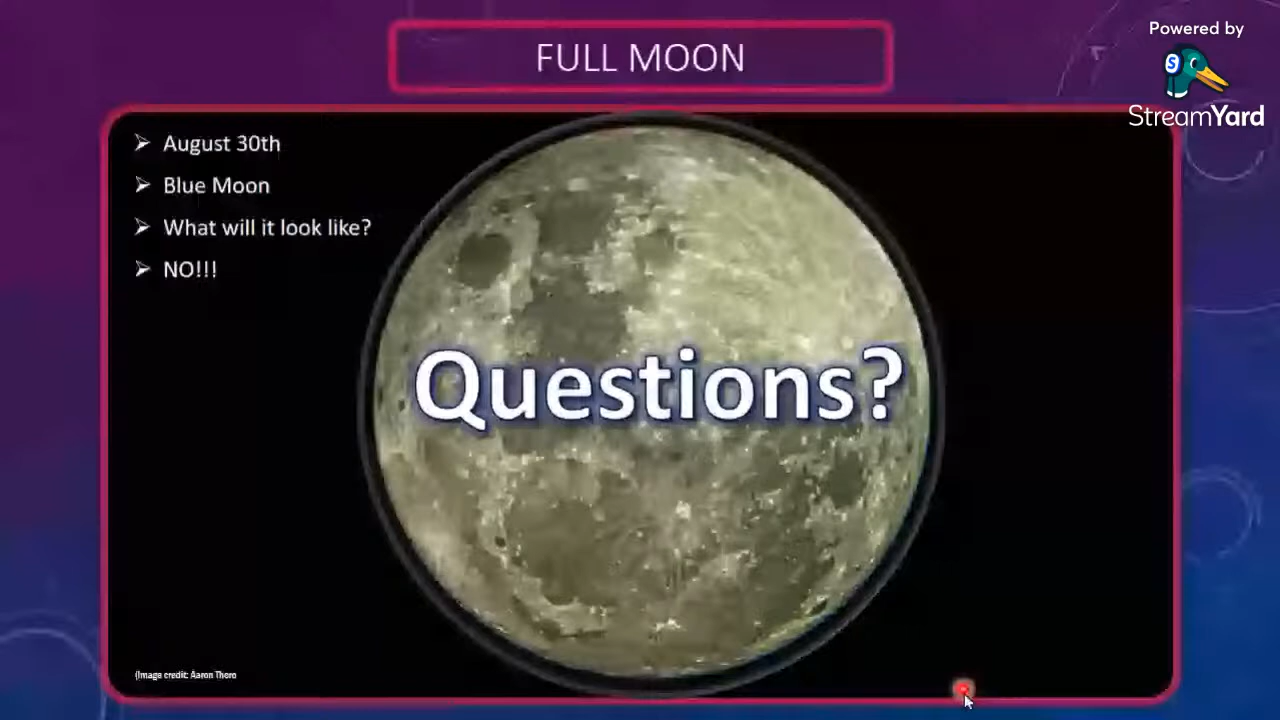 FULL MOON
Powered by
StreamYard
August 30th
Blue Moon
What will it look like?
NO!!!
Questions?
(Image credit: Aaron Thero